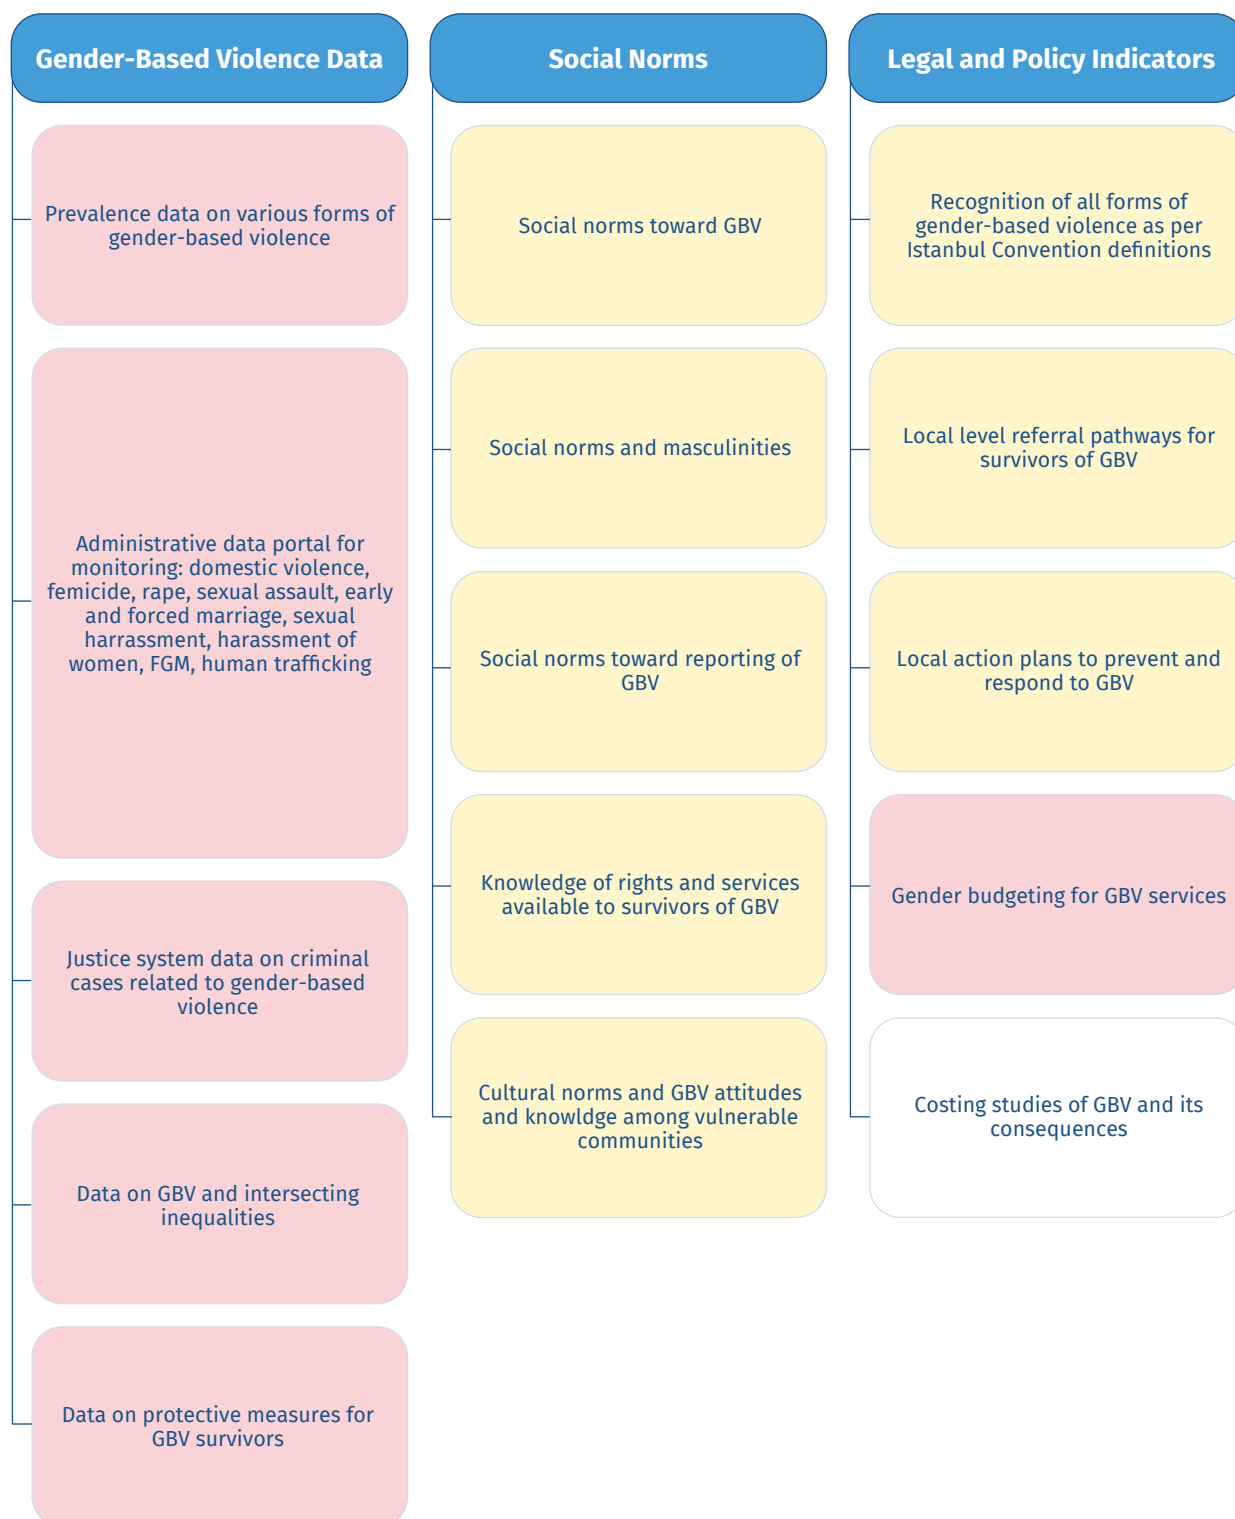 Gender-Based Violence Data
Prevalence data on various forms of
gender-based violence
Administrative data portal for
monitoring: domestic violence,
femicide, rape, sexual assault, early
and forced marriage, sexual
harrassment, harassment of
women, FGM, human trafficking
Justice system data on criminal
cases related to gender-based
violence
Data on GBV and intersecting
inequalities
Data on protective measures for
GBV survivors
Social Norms
Social norms toward GBV
Social norms and masculinities
Social norms toward reporting of
GBV
Knowledge of rights and services
available to survivors of GBV
Cultural norms and GBV attitudes
and knowldge among vulnerable
communities
Legal and Policy Indicators
Recognition of all forms of
gender-based violence as per
Istanbul Convention definitions
Local level referral pathways for
survivors of GBV
Local action plans to prevent and
respond to GBV
Gender budgeting for GBV services
Costing studies of GBV and its
consequences